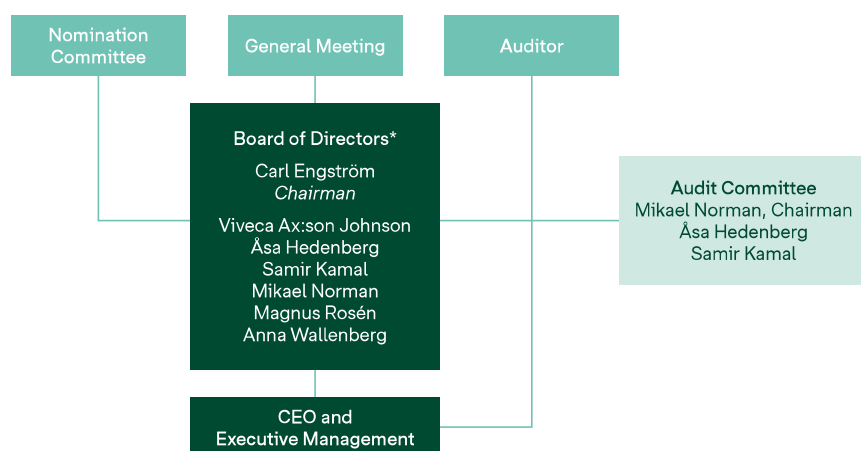 Nomination
Committee
General Meeting
Auditor
Board of Directors*
Carl Engström
Chairman
Viveca Ax:son Johnson
Åsa Hedenberg
Samir Kamal
Mikael Norman
Magnus Rosén
Anna Wallenberg
Audit Committee
Mikael Norman, Chairman
Åsa Hedenberg
Samir Kamal
CEO and
Executive Management